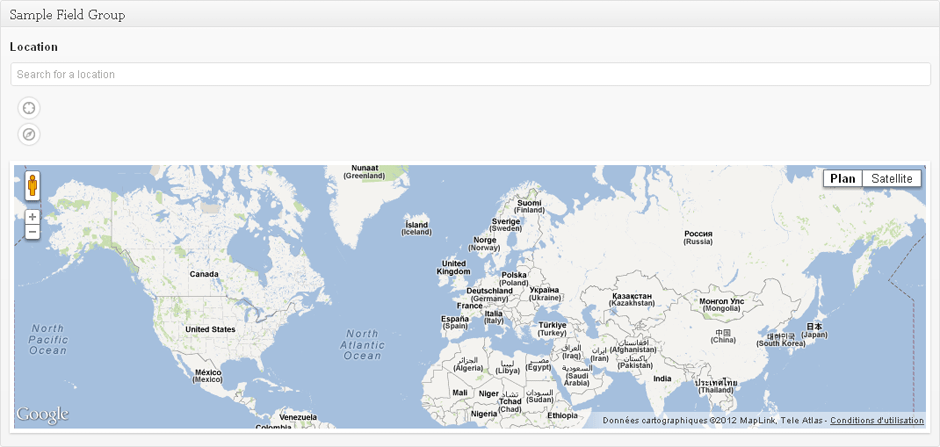 Sample Field Group
Location
Search for a location
Plan
Satellite
Nunaat
(Greenland)
Ísland
(Iceland)
Suomi
(Finland)
Sverige
(Sweden)
Norge
(Norway)
Россия
(Russia)
Canada
United
Kingdom
Polska
(Poland)
Deutschland
(Germany)
Україна
(Ukraine)
France
Қазақстан
(Kazakhstan)
Монгол Улс
(Mongolia)
España
(Spain)
Italia
(Italy)
Türkiye
(Turkey)
中国
(China)
대한민국
(South Korea)
日本
(Japan)
North
Pacific
Ocean
United States
North
Atlantic
Ocean
الجزائر
(Algeria)
ليبيا
(Libya)
مصر
(Egypt)
العراق
(Iraq)
ایران
(Iran)
افغانستان
(Afghanistan)
پاکستان
(Pakistan)
السعودية
(Saudi
Arabia)
México
(Mexico)
Mali
Niger
تشاد
Tchad
(Chad)
السودان
(Sudan)
India
ประเทศไทย
(Thailand)
Nigeria
Ethiopia
Venezuela
Colombia
Google
Données cartographiques ©2012 MapLink, Tele Atlas - Conditions d'utilisation